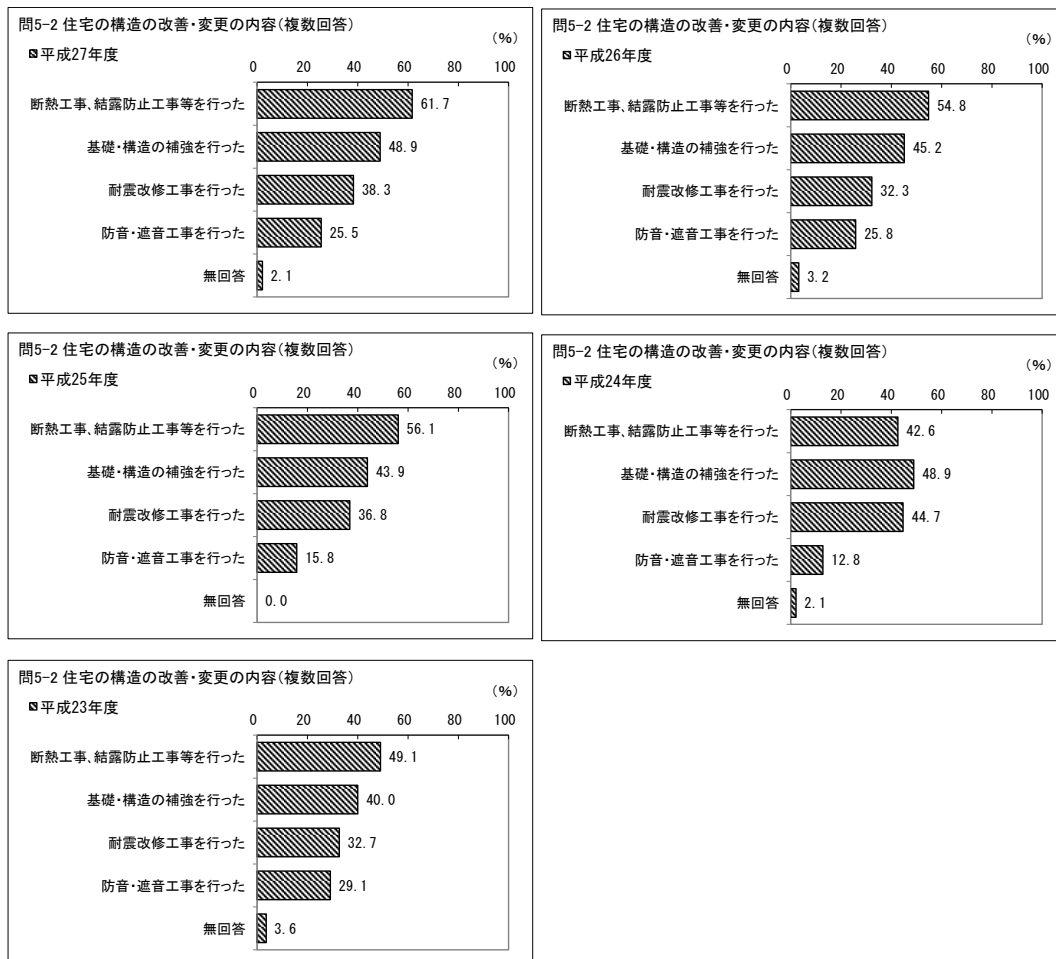 問5-2 住宅の構造の改善・変更の内容(複数回答)
(%)
平成27年度
0 20 40 60 80 100
断熱工事、結露防止工事等を行った 61.7
基礎・構造の補強を行った 48.9
耐震改修工事を行った 38.3
防音・遮音工事を行った 25.5
無回答 2.1
問5-2 住宅の構造の改善・変更の内容(複数回答)
(%)
平成26年度
0 20 40 60 80 100
断熱工事、結露防止工事等を行った 54.8
基礎・構造の補強を行った 45.2
耐震改修工事を行った 32.3
防音・遮音工事を行った 25.8
無回答 3.2
問5-2 住宅の構造の改善・変更の内容(複数回答)
(%)
平成25年度
0 20 40 60 80 100
断熱工事、結露防止工事等を行った 56.1
基礎・構造の補強を行った 43.9
耐震改修工事を行った 36.8
防音・遮音工事を行った 15.8
無回答 0.0
問5-2 住宅の構造の改善・変更の内容(複数回答)
(%)
平成24年度
0 20 40 60 80 100
断熱工事、結露防止工事等を行った 42.6
基礎・構造の補強を行った 48.9
耐震改修工事を行った 44.7
防音・遮音工事を行った 12.8
無回答 2.1
問5-2 住宅の構造の改善・変更の内容(複数回答)
(%)
平成23年度
0 20 40 60 80 100
断熱工事、結露防止工事等を行った 49.1
基礎・構造の補強を行った 40.0
耐震改修工事を行った 32.7
防音・遮音工事を行った 29.1
無回答 3.6